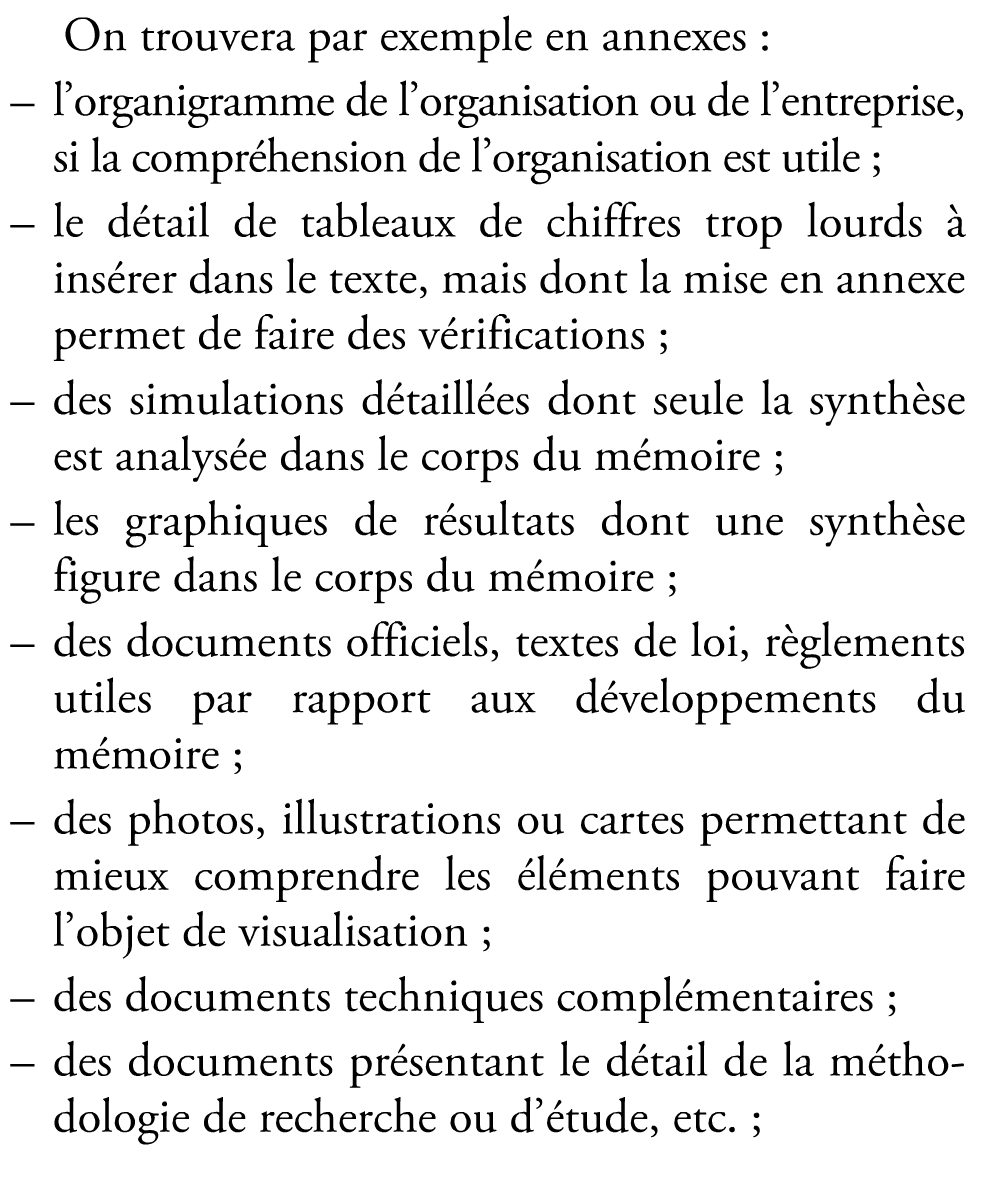 On trouvera par exemple en annexes :
– l’organigramme de l’organisation ou de l’entreprise,
si la compréhension de l’organisation est utile ;
– le détail de tableaux de chiffres trop lourds à
insérer dans le texte, mais dont la mise en annexe
permet de faire des vérifications ;
– des simulations détaillées dont seule la synthèse
est analysée dans le corps du mémoire ;
– les graphiques de résultats dont une synthèse
figure dans le corps du mémoire ;
– des documents officiels, textes de loi, règlements
utiles par rapport aux développements du
mémoire ;
– des photos, illustrations ou cartes permettant de
mieux comprendre les éléments pouvant faire
l’objet de visualisation ;
– des documents techniques complémentaires ;
– des documents présentant le détail de la métho-
dologie de recherche ou d’étude, etc. ;